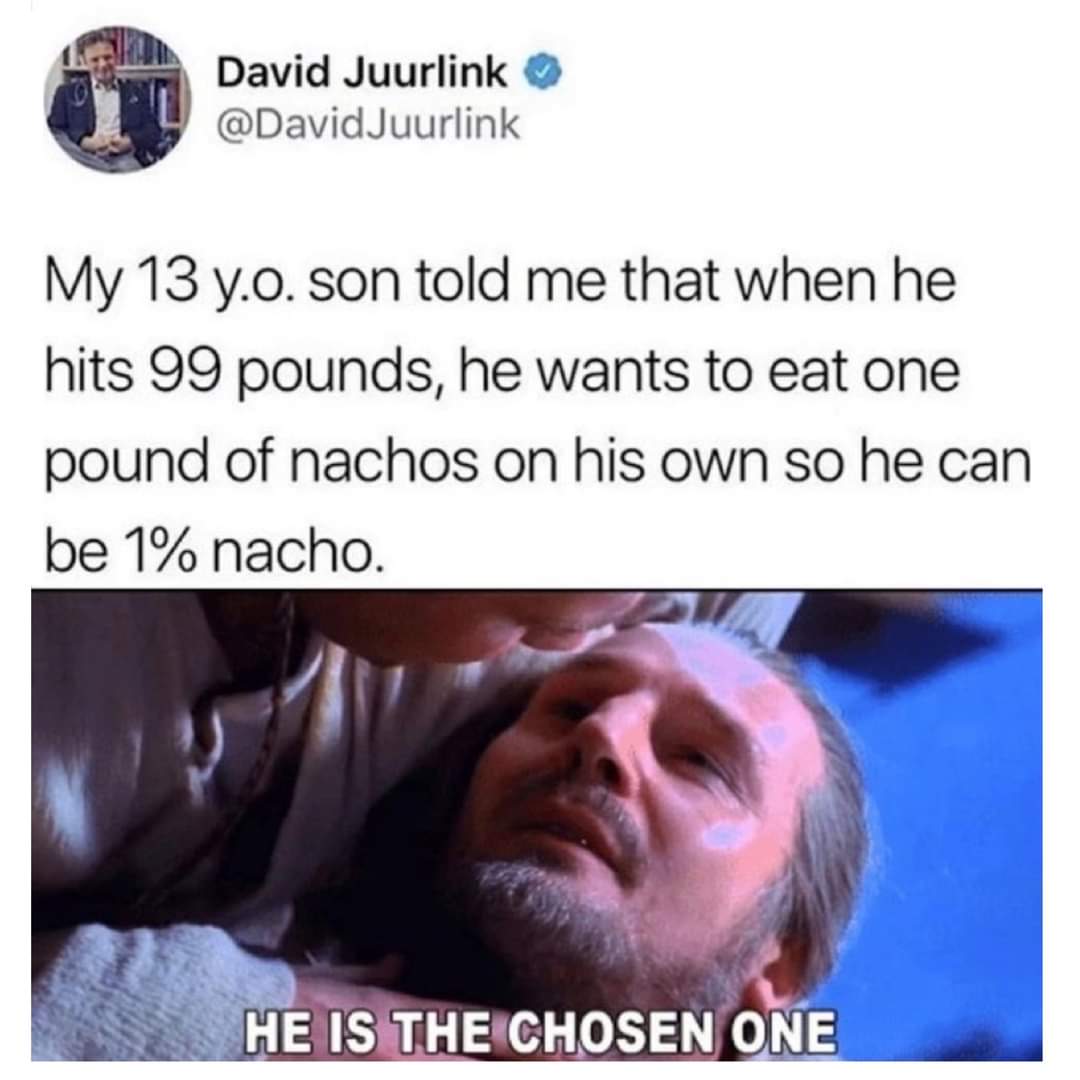 David Juurlink
@DavidJuurlink
My 13 y.o. son told me that when he
hits 99 pounds, he wants to eat one
pound of nachos on his own so he can
be 1% nacho.
HE IS THE CHOSEN ONE